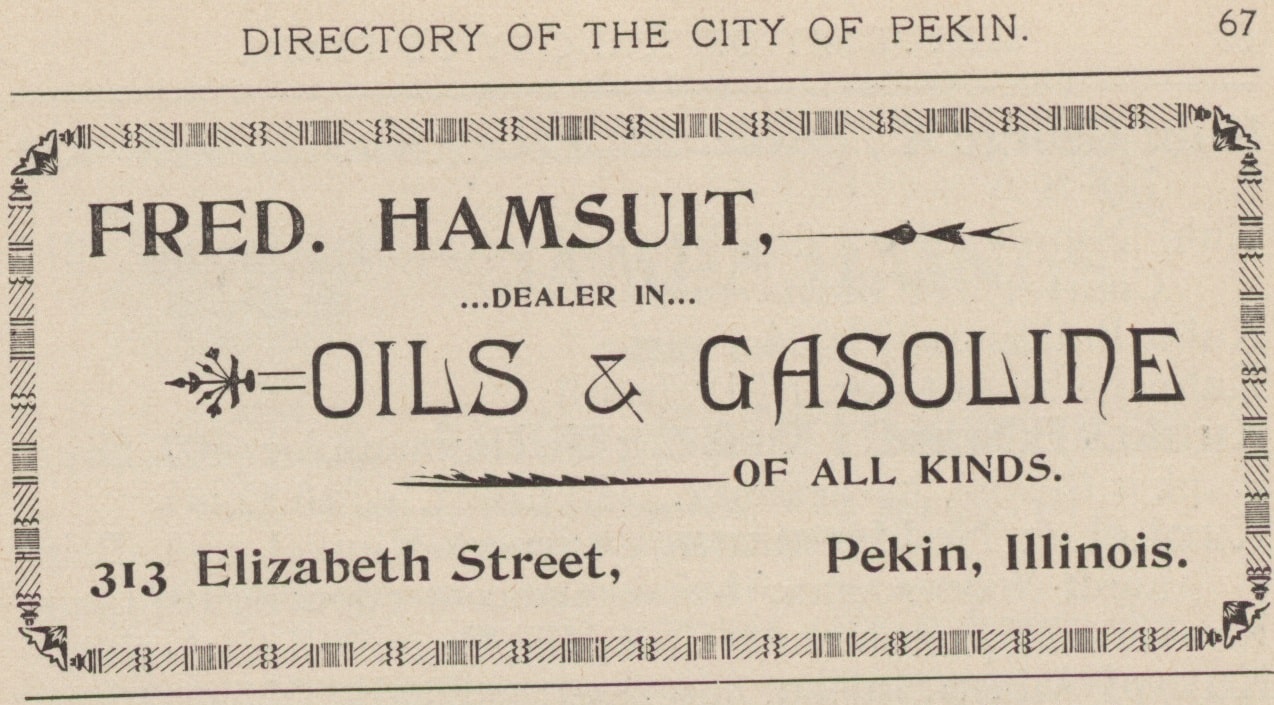 DIRECTORY OF THE CITY OF PEKIN. 67
FRED. HAMSUIT,
...DEALER IN...
OILS & GASOLINE
OF ALL KINDS.
313 Elizabeth Street, Pekin, Illinois.